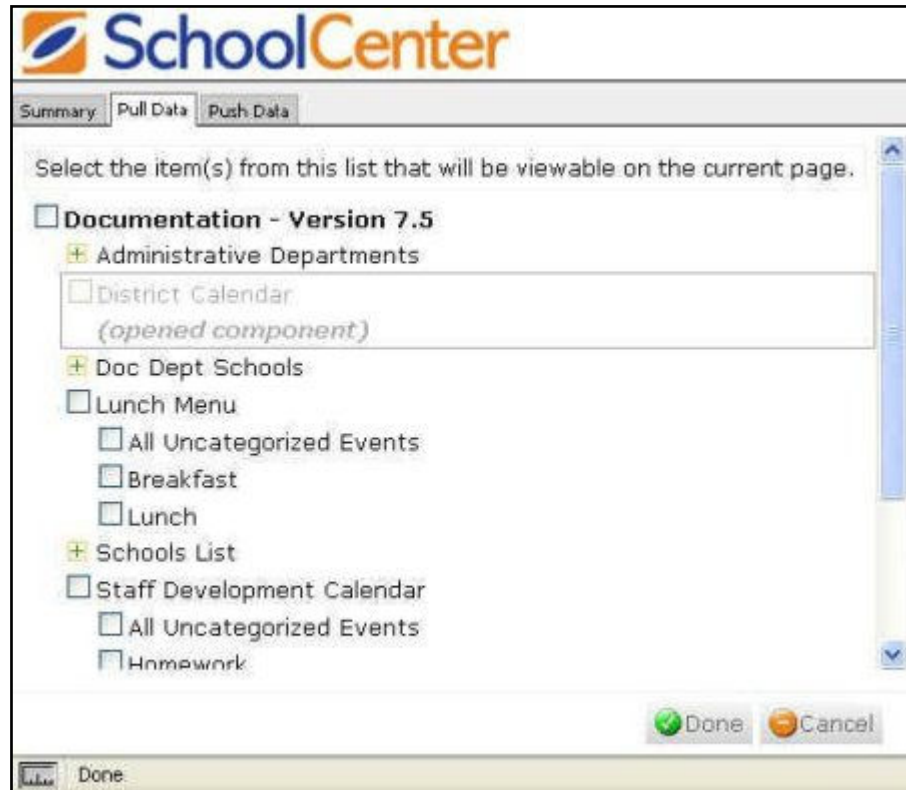 SchoolCenter
Summary Pull Data Push Data
Select the item(s) from this list that will be viewable on the current page.
Documentation - Version 7.5
Administrative Departments
District Calendar
(opened component)
Doc Dept Schools
Lunch Menu
All Uncategorized Events
Breakfast
Lunch
Schools List
Staff Development Calendar
All Uncategorized Events
Homework
Done Cancel
Done